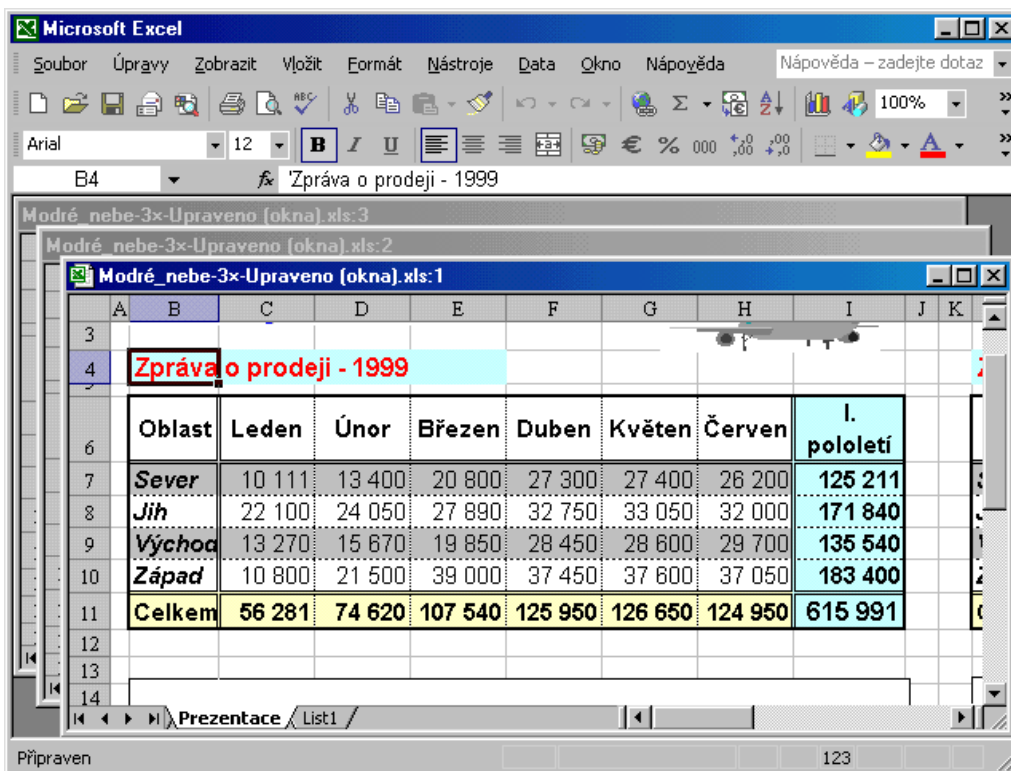 Microsoft Excel
Soubor Úpravy Zobrazit Vložit Formát Nástroje Data Okno Nápověda Nápověda – zadejte dotaz
ABC Σ 100%
Arial 12 B I U € % 000
B4 fx 'Zpráva o prodeji - 1999
Modré_nebe-3×-Upraveno (okna).xls:3
Modré_nebe-3×-Upraveno (okna).xls:2
Modré_nebe-3×-Upraveno (okna).xls:1
A B C D E F G H I J K
3
4 Zpráva o prodeji - 1999
6 Oblast Leden Únor Březen Duben Květen Červen I. pololetí
7 Sever 10 111 13 400 20 800 27 300 27 400 26 200 125 211
8 Jih 22 100 24 050 27 890 32 750 33 050 32 000 171 840
9 Východ 13 270 15 670 19 850 28 450 28 600 29 700 135 540
10 Západ 10 800 21 500 39 000 37 450 37 600 37 050 183 400
11 Celkem 56 281 74 620 107 540 125 950 126 650 124 950 615 991
12
13
14
Prezentace List1
Připraven 123